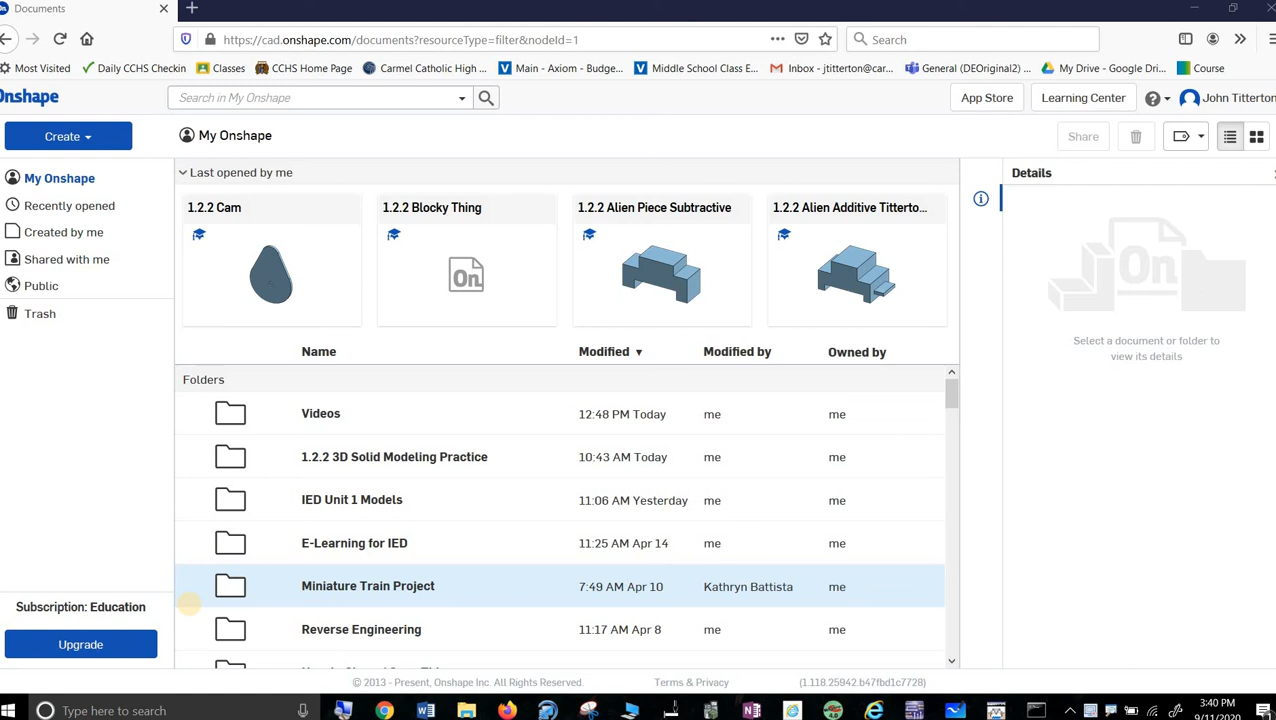 On Documents
https://cad.onshape.com/documents?resourceType=filter&nodeId=1
Search
Most Visited
Daily CCHS Checkin
Classes
CCHS Home Page
Carmel Catholic High ...
Main - Axiom - Budge...
Middle School Class E...
Inbox - jtitterton@car...
General (DEOriginal2) ...
My Drive - Google Dri...
Course
Onshape
Search in My Onshape
App Store
Learning Center
John Titterton
Create
My Onshape
Share
My Onshape
Recently opened
Created by me
Shared with me
Public
Trash
Last opened by me
1.2.2 Cam
1.2.2 Blocky Thing
1.2.2 Alien Piece Subtractive
1.2.2 Alien Additive Titterto...
On
Name Modified Modified by Owned by
Folders
Videos 12:48 PM Today me me
1.2.2 3D Solid Modeling Practice 10:43 AM Today me me
IED Unit 1 Models 11:06 AM Yesterday me me
E-Learning for IED 11:25 AM Apr 14 me me
Miniature Train Project 7:49 AM Apr 10 Kathryn Battista me
Reverse Engineering 11:17 AM Apr 8 me me
Details
On
Select a document or folder to
view its details
Subscription: Education
Upgrade
© 2013 - Present, Onshape Inc. All Rights Reserved.
Terms & Privacy
(1.118.25942.b47fbd1c7728)
Type here to search
3:40 PM
9/11/2020